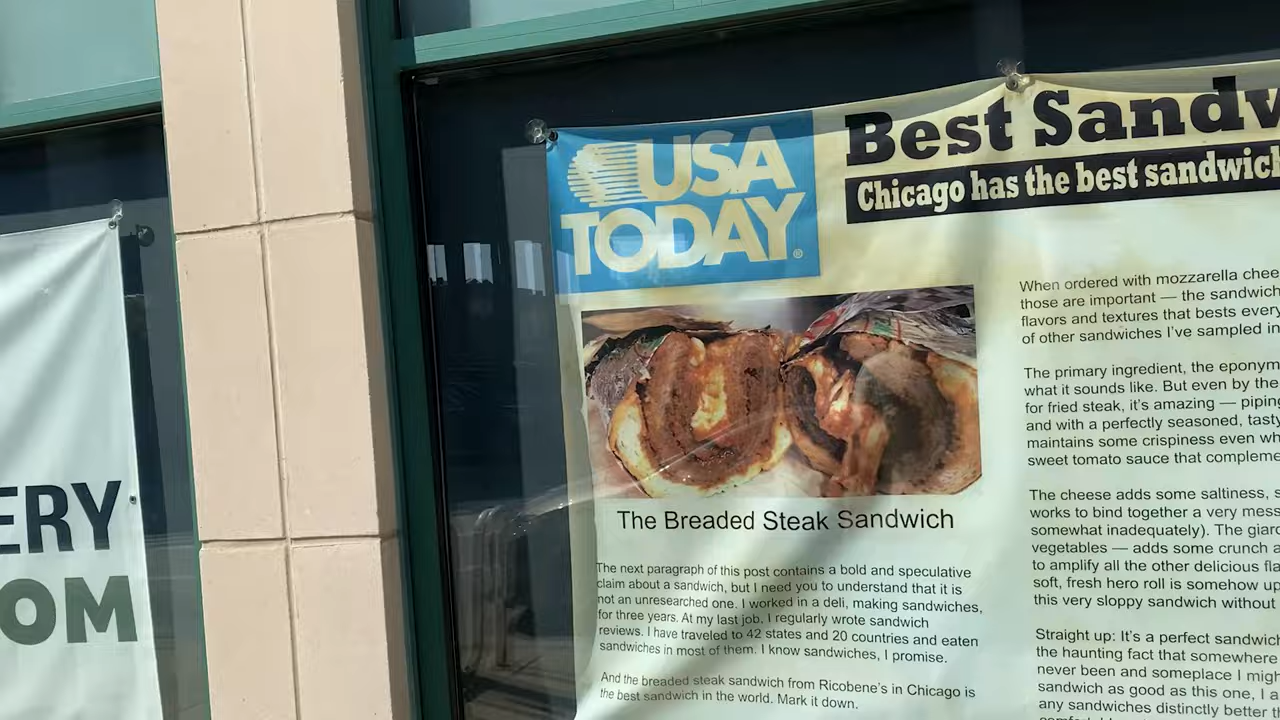 ERY
OM
USA
TODAY®
Best Sandw
Chicago has the best sandwich
The Breaded Steak Sandwich
The next paragraph of this post contains a bold and speculative
claim about a sandwich, but I need you to understand that it is
not an unresearched one. I worked in a deli, making sandwiches,
for three years. At my last job, I regularly wrote sandwich
reviews. I have traveled to 42 states and 20 countries and eaten
sandwiches in most of them. I know sandwiches, I promise.
And the breaded steak sandwich from Ricobene's in Chicago is
the best sandwich in the world. Mark it down.
When ordered with mozzarella chee
those are important — the sandwich
flavors and textures that bests every
of other sandwiches I've sampled in
The primary ingredient, the eponym
what it sounds like. But even by the
for fried steak, it's amazing — piping
and with a perfectly seasoned, tasty
maintains some crispiness even wh
sweet tomato sauce that compleme
The cheese adds some saltiness, s
works to bind together a very mess
somewhat inadequately). The giard
vegetables — adds some crunch a
to amplify all the other delicious fla
soft, fresh hero roll is somehow up
this very sloppy sandwich without
Straight up: It's a perfect sandwich
the haunting fact that somewhere
never been and someplace I migh
sandwich as good as this one, I a
any sandwiches distinctly better th